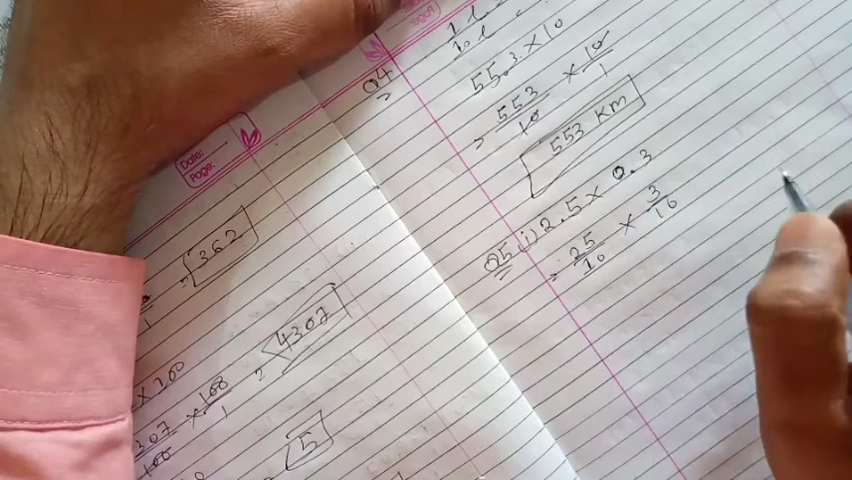 Date:
Page:
362
1
× 100
307/100 × 100/1 = 4307
5
Q4
55.3 × 10
= 553/10 × 10/1
553 km
Q5 (i) 2.5 × 0.3
= 25/10 × 3/10